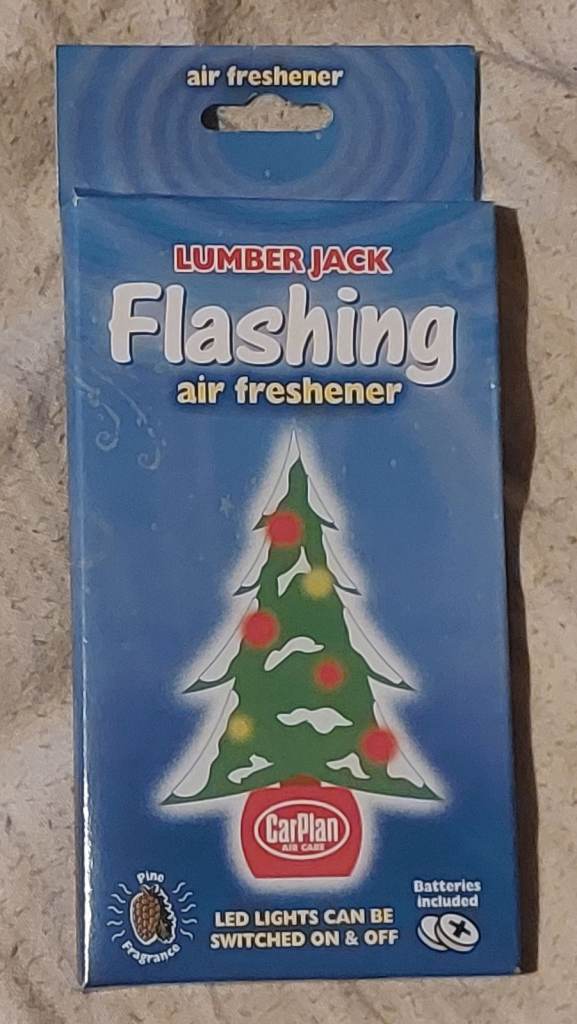 air freshener
LUMBER JACK
Flashing
air freshener
CarPlan
AIR CARE
Pine
Fragrance
LED LIGHTS CAN BE
SWITCHED ON & OFF
Batteries
included